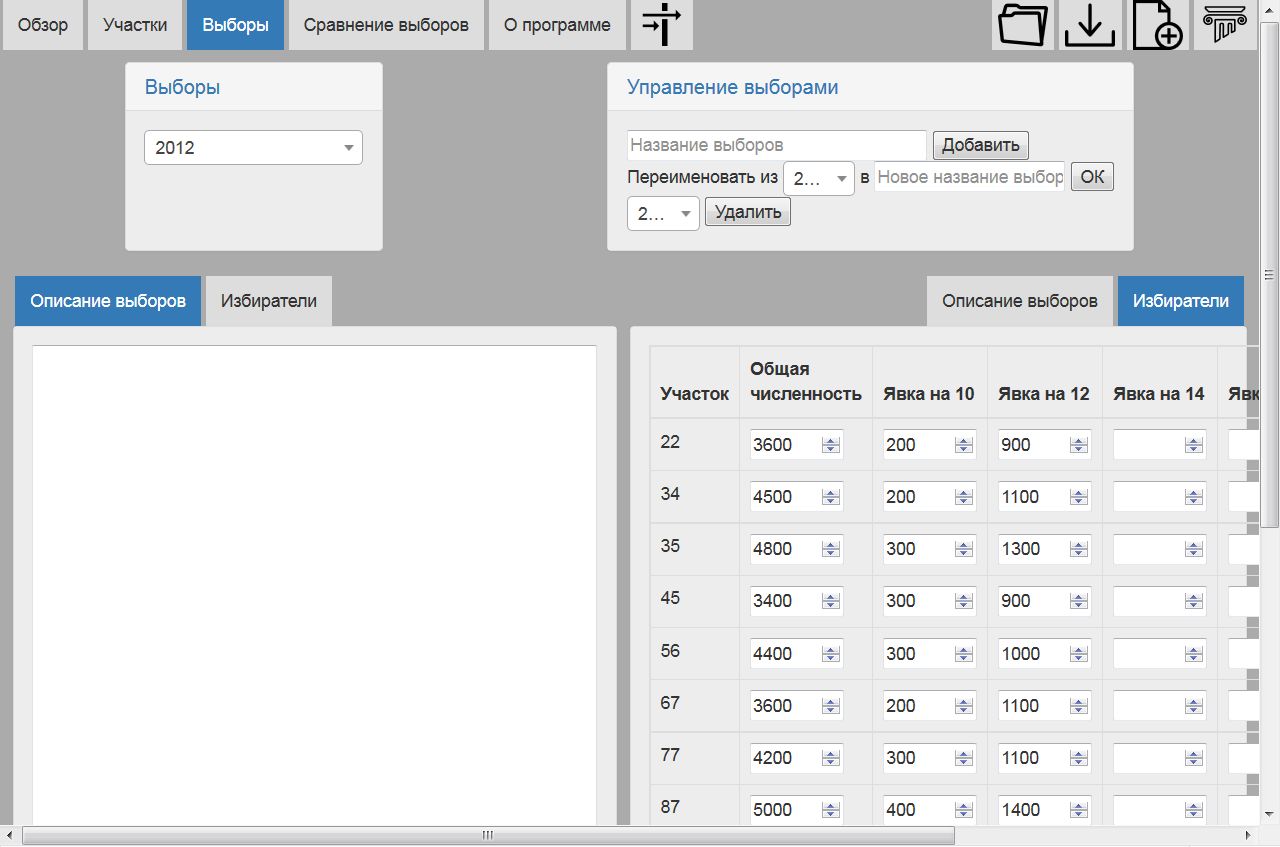 Обзор Участки Выборы Сравнение выборов О программе
Выборы
2012
Управление выборами
Название выборов Добавить
Переименовать из 2... в Новое название выбор ОК
2... Удалить
Описание выборов Избиратели
Описание выборов Избиратели
Участок Общая численность Явка на 10 Явка на 12 Явка на 14 Явк
22 3600 200 900
34 4500 200 1100
35 4800 300 1300
45 3400 300 900
56 4400 300 1000
67 3600 200 1100
77 4200 300 1100
87 5000 400 1400